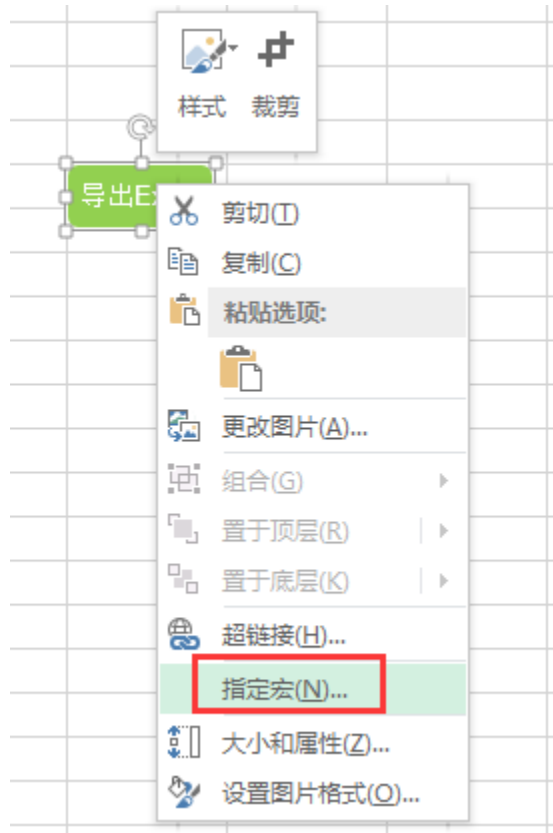 样式 裁剪
导出Ex
剪切(T)
复制(C)
粘贴选项:
更改图片(A)...
组合(G)
置于顶层(R)
置于底层(K)
超链接(H)...
指定宏(N)...
大小和属性(Z)...
设置图片格式(O)...